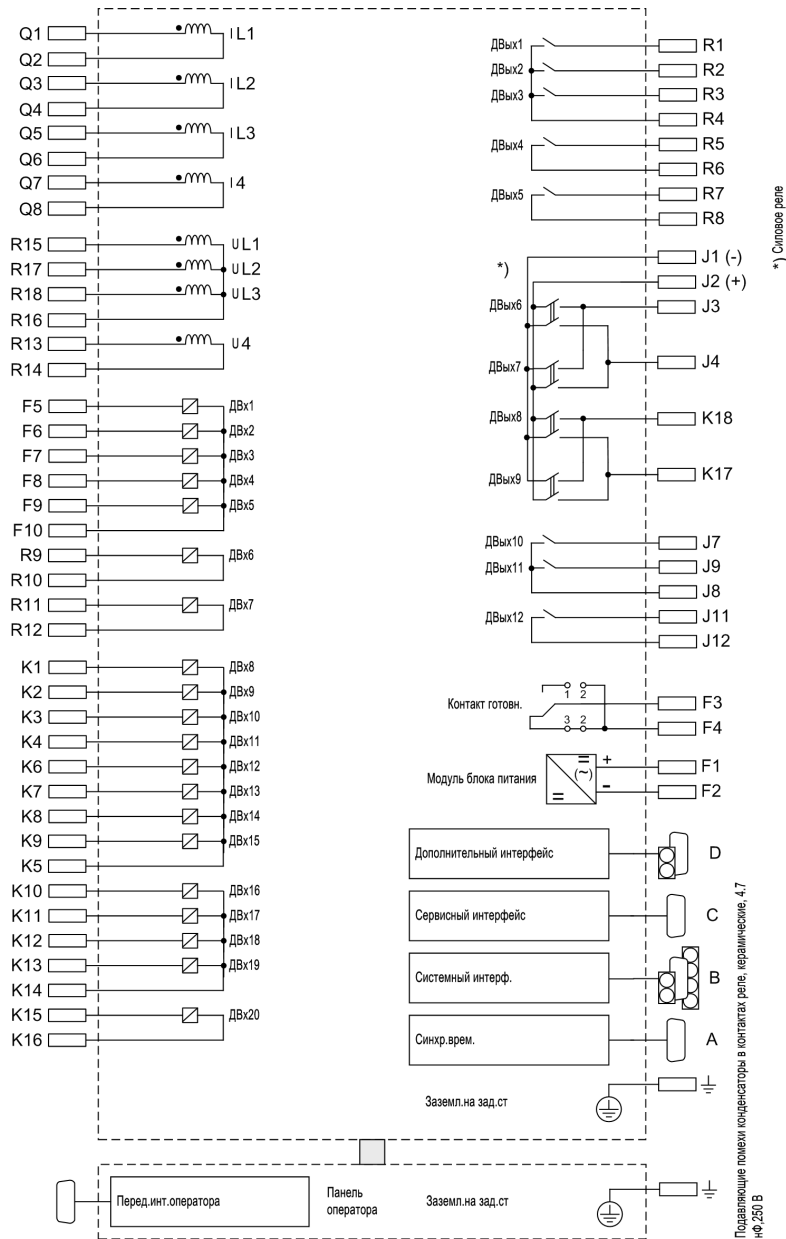 Q1 IL1
Q2
Q3 IL2
Q4
Q5 IL3
Q6
Q7 I4
Q8
R15 UL1
R17 UL2
R18 UL3
R16
R13 U4
R14
F5 ДВх1
F6 ДВх2
F7 ДВх3
F8 ДВх4
F9 ДВх5
F10
R9 ДВх6
R10
R11 ДВх7
R12
K1 ДВх8
K2 ДВх9
K3 ДВх10
K4 ДВх11
K6 ДВх12
K7 ДВх13
K8 ДВх14
K9 ДВх15
K5
K10 ДВх16
K11 ДВх17
K12 ДВх18
K13 ДВх19
K14
K15 ДВх20
K16
ДВых1 R1
ДВых2 R2
ДВых3 R3
R4
ДВых4 R5
R6
ДВых5 R7
R8
J1 (-)
*)
J2 (+)
ДВых6 J3
ДВых7 J4
ДВых8 K18
ДВых9 K17
ДВых10 J7
ДВых11 J9
J8
ДВых12 J11
J12
1 2
Контакт готовн. F3
3 2 F4
Модуль блока питания = (~) = + F1
- F2
Дополнительный интерфейс D
Сервисный интерфейс C
Системный интерф. B
Синхр.врем. A
Заземл.на зад.ст
Перед.инт.оператора
Панель
оператора
Заземл.на зад.ст
*) Силовое реле
Подавляющие помехи конденсаторы в контактах реле, керамические, 4.7
нФ,250 В